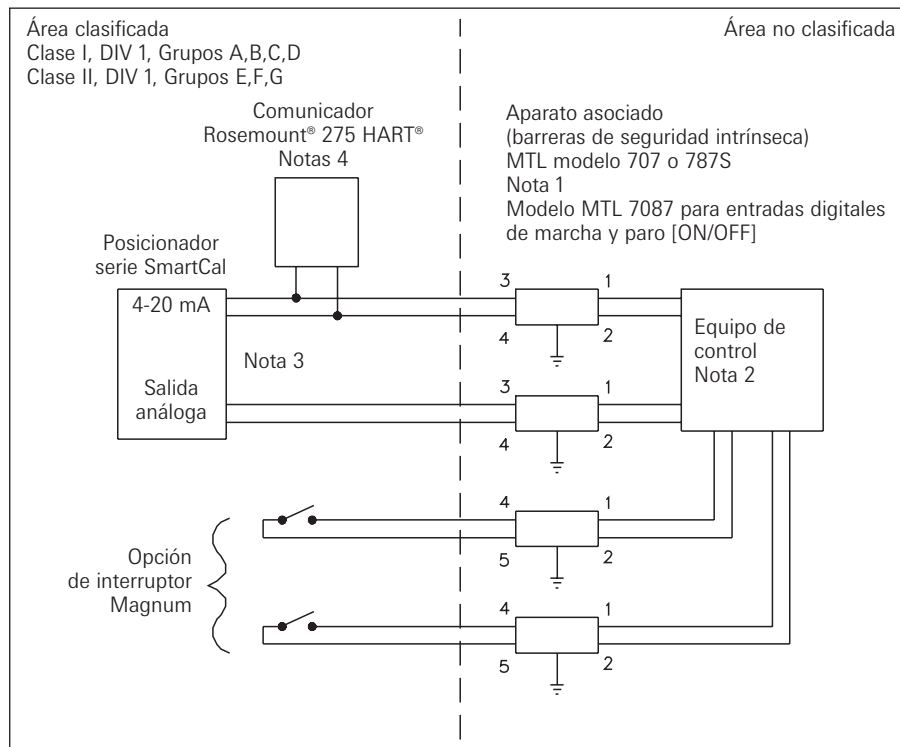 Área clasificada
Clase I, DIV 1, Grupos A,B,C,D
Clase II, DIV 1, Grupos E,F,G
Área no clasificada
Comunicador
Rosemount® 275 HART®
Notas 4
Aparato asociado
(barreras de seguridad intrínseca)
MTL modelo 707 o 787S
Nota 1
Modelo MTL 7087 para entradas digitales
de marcha y paro [ON/OFF]
Posicionador
serie SmartCal
4-20 mA
Nota 3
Salida
análoga
3
1
4
2
Equipo de
control
Nota 2
3
1
4
2
Opción
de interruptor
Magnum
4
1
5
2
4
1
5
2